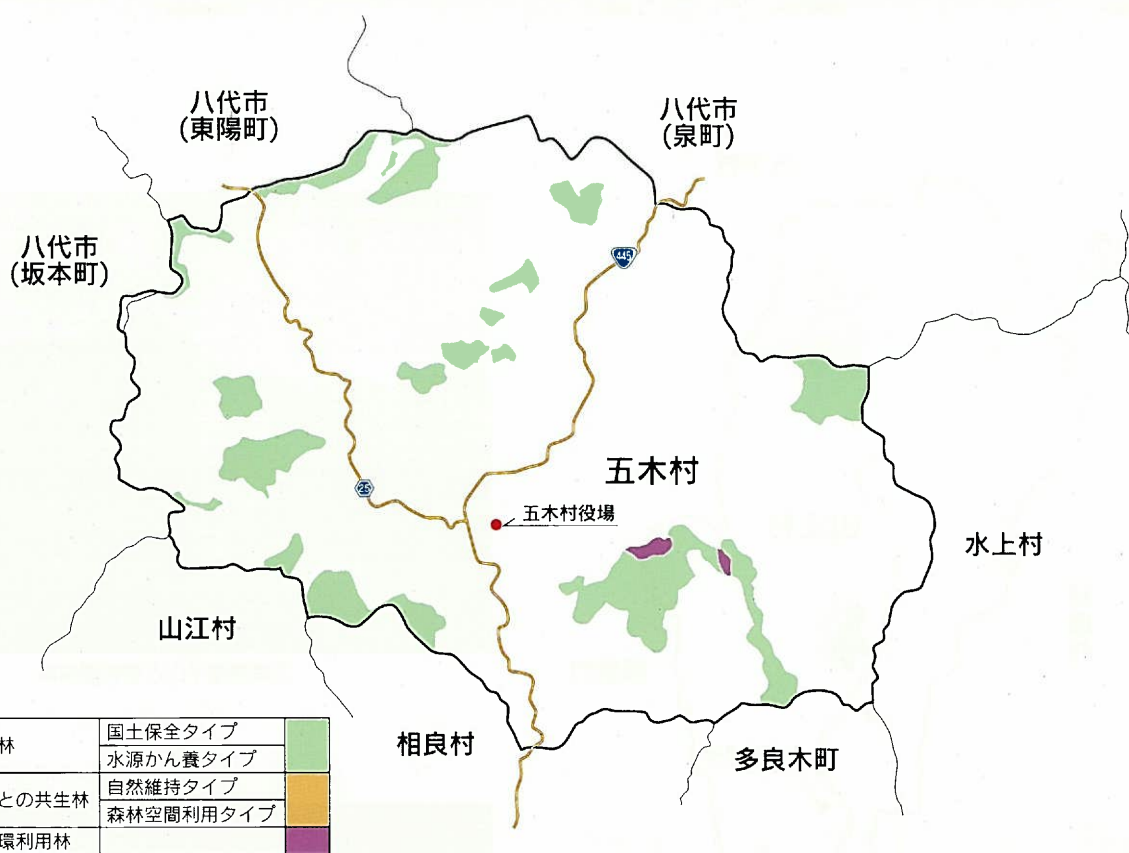 八代市
(東陽町)
八代市
(泉町)
八代市
(坂本町)
445
五木村
25
五木村役場
水上村
山江村
相良村
多良木町
林
国土保全タイプ
水源かん養タイプ
との共生林
自然維持タイプ
森林空間利用タイプ
環利用林